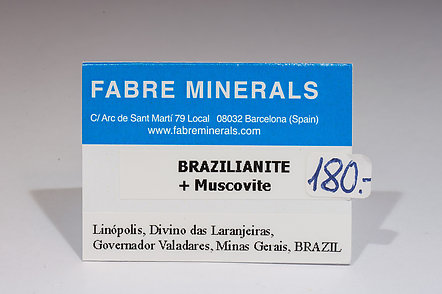 FABRE MINERALS
C/ Arc de Sant Martí 79 Local 08032 Barcelona (Spain)
www.fabreminerals.com
BRAZILIANITE
+ Muscovite
180.-
Linópolis, Divino das Laranjeiras,
Governador Valadares, Minas Gerais, BRAZIL